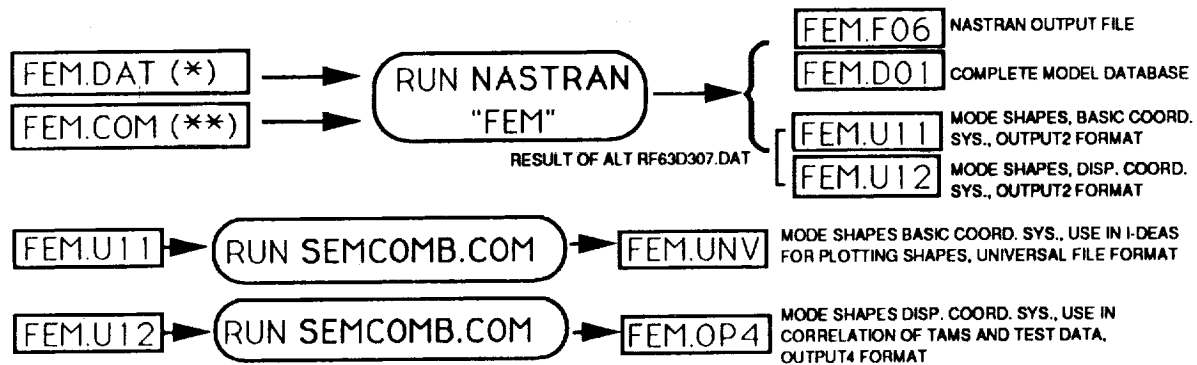 FEM.DAT (*)
FEM.COM (**)
RUN NASTRAN
"FEM"
RESULT OF ALT RF63D307.DAT
FEM.F06 NASTRAN OUTPUT FILE
FEM.D01 COMPLETE MODEL DATABASE
FEM.U11 MODE SHAPES, BASIC COORD.
SYS., OUTPUT2 FORMAT
FEM.U12 MODE SHAPES, DISP. COORD.
SYS., OUTPUT2 FORMAT
FEM.U11 RUN SEMCOMB.COM FEM.UNV MODE SHAPES BASIC COORD. SYS., USE IN I-DEAS
FOR PLOTTING SHAPES, UNIVERSAL FILE FORMAT
FEM.U12 RUN SEMCOMB.COM FEM.OP4 MODE SHAPES DISP. COORD. SYS., USE IN
CORRELATION OF TAMS AND TEST DATA,
OUTPUT4 FORMAT